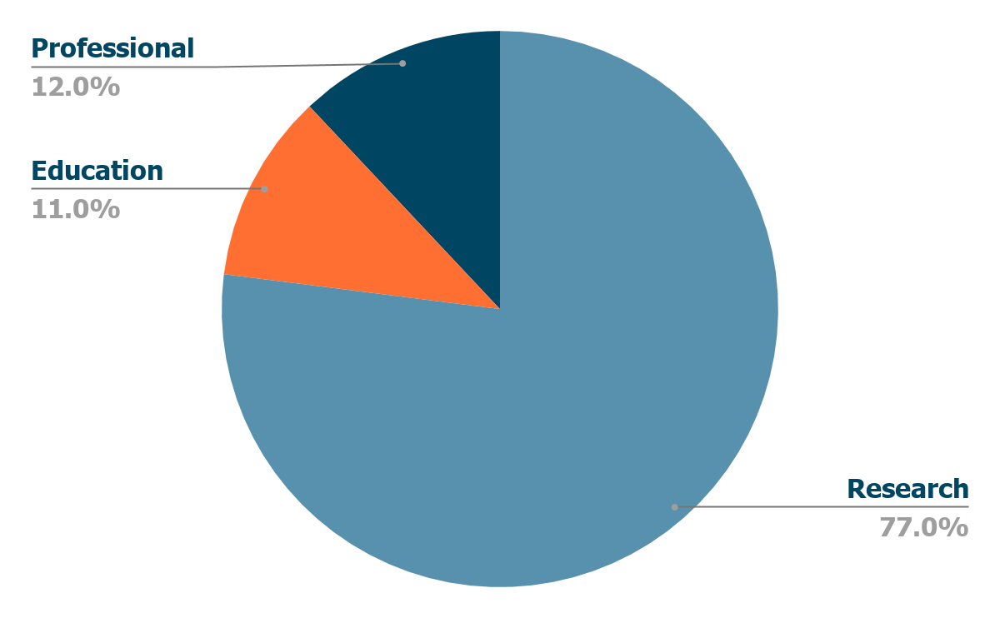 Professional
12.0%
Education
11.0%
Research
77.0%